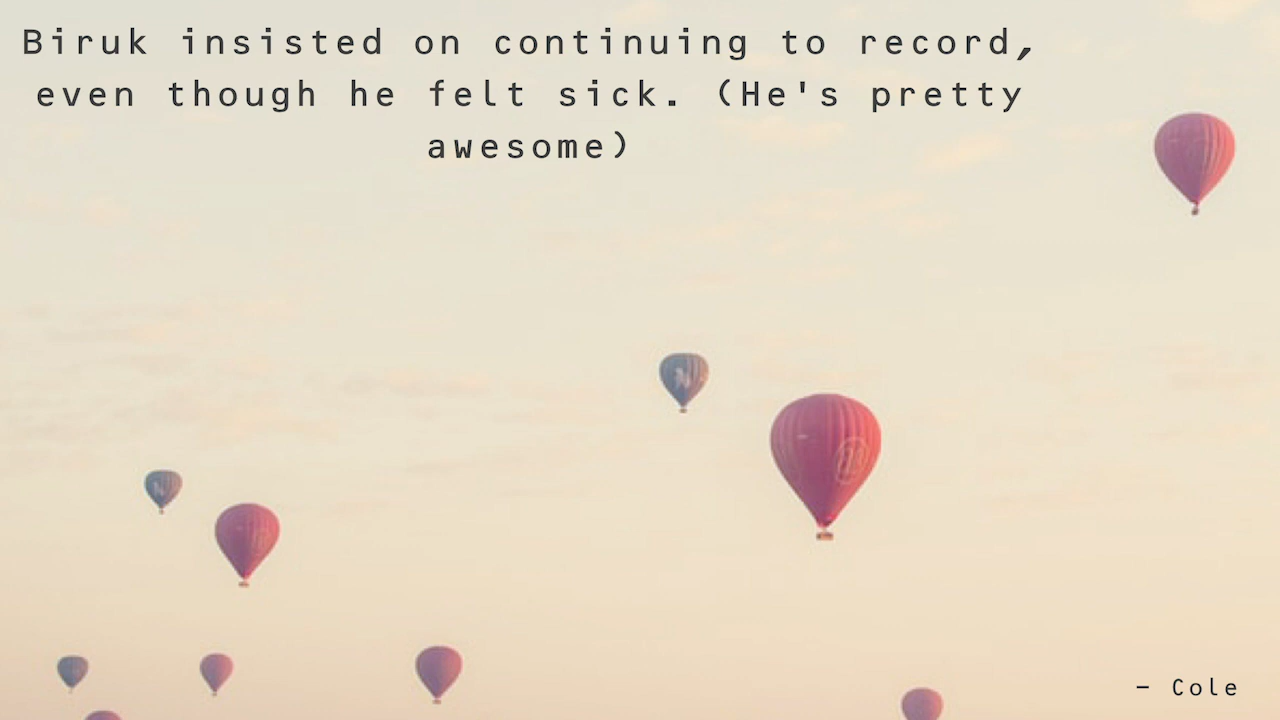 Biruk insisted on continuing to record,
even though he felt sick. (He's pretty
awesome)
– Cole